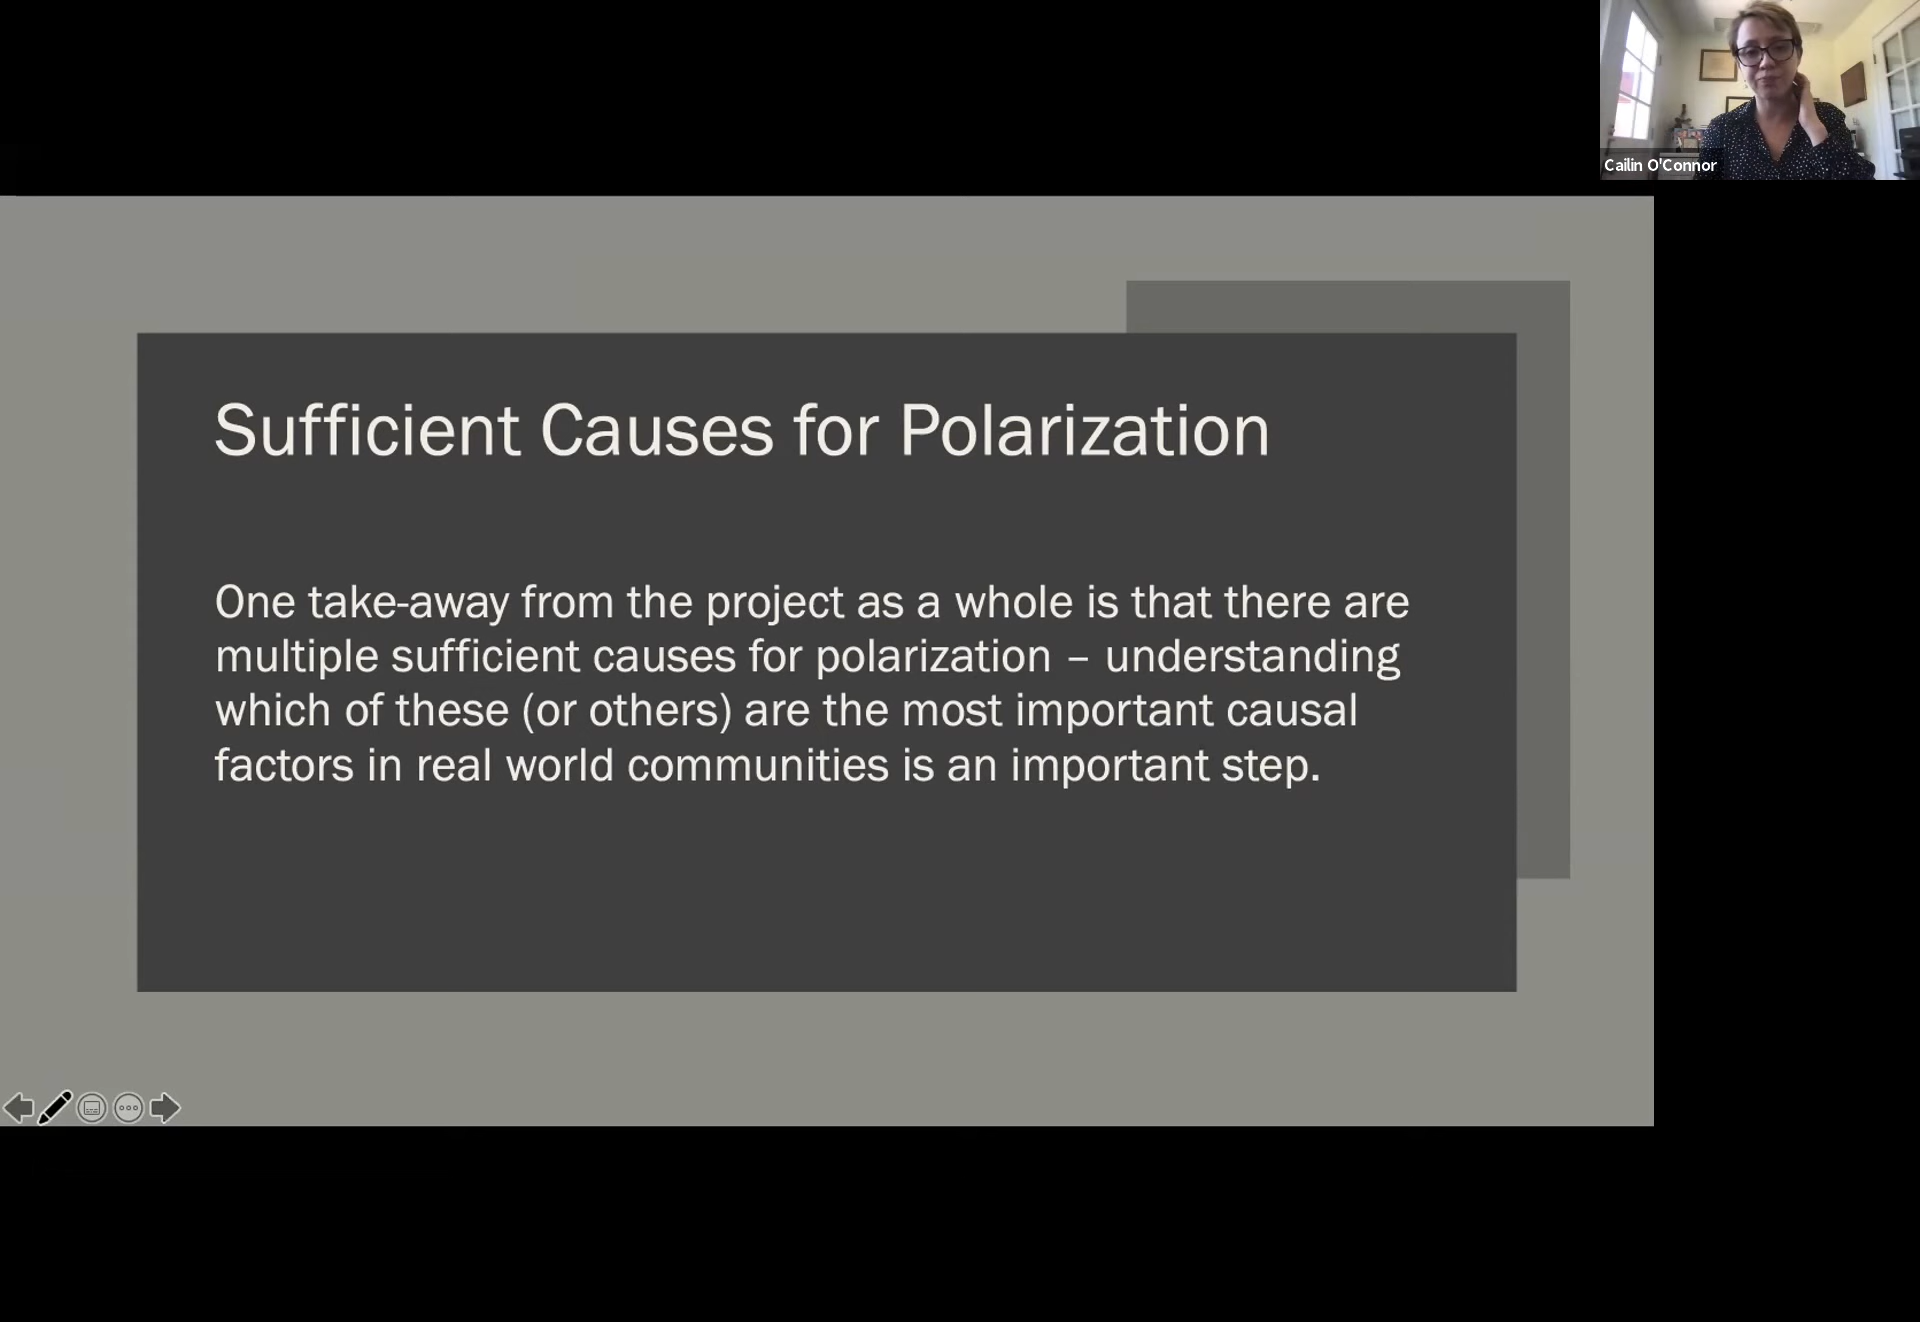 Cailin O'Connor
Sufficient Causes for Polarization
One take-away from the project as a whole is that there are
multiple sufficient causes for polarization – understanding
which of these (or others) are the most important causal
factors in real world communities is an important step.